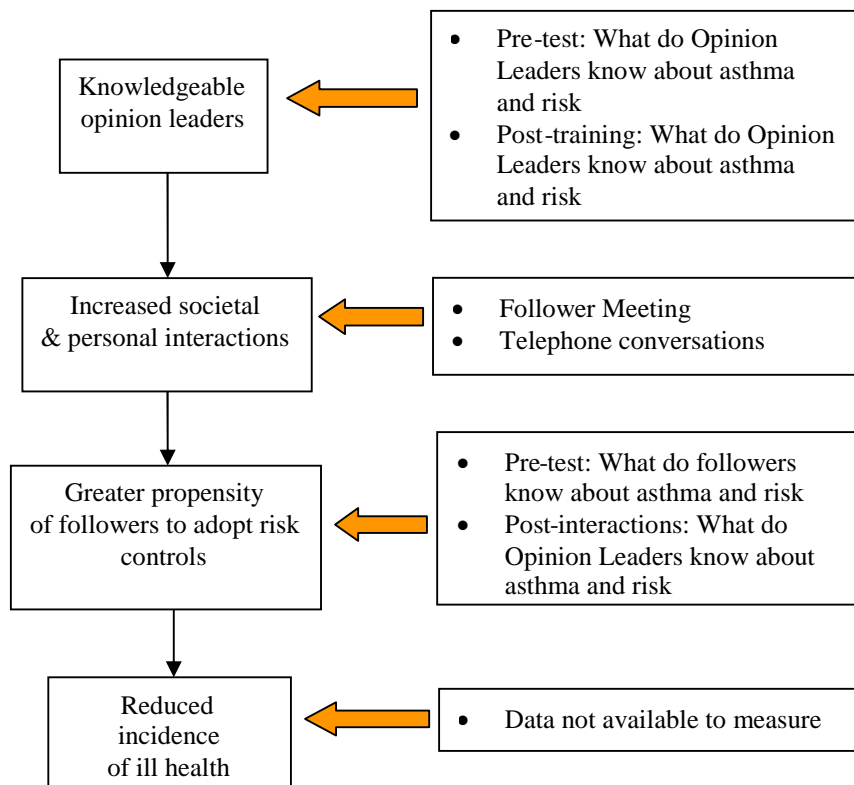 Knowledgeable
opinion leaders
• Pre-test: What do Opinion
Leaders know about asthma
and risk
• Post-training: What do Opinion
Leaders know about asthma
and risk
Increased societal
& personal interactions
• Follower Meeting
• Telephone conversations
Greater propensity
of followers to adopt risk
controls
• Pre-test: What do followers
know about asthma and risk
• Post-interactions: What do
Opinion Leaders know about
asthma and risk
Reduced
incidence
of ill health
• Data not available to measure